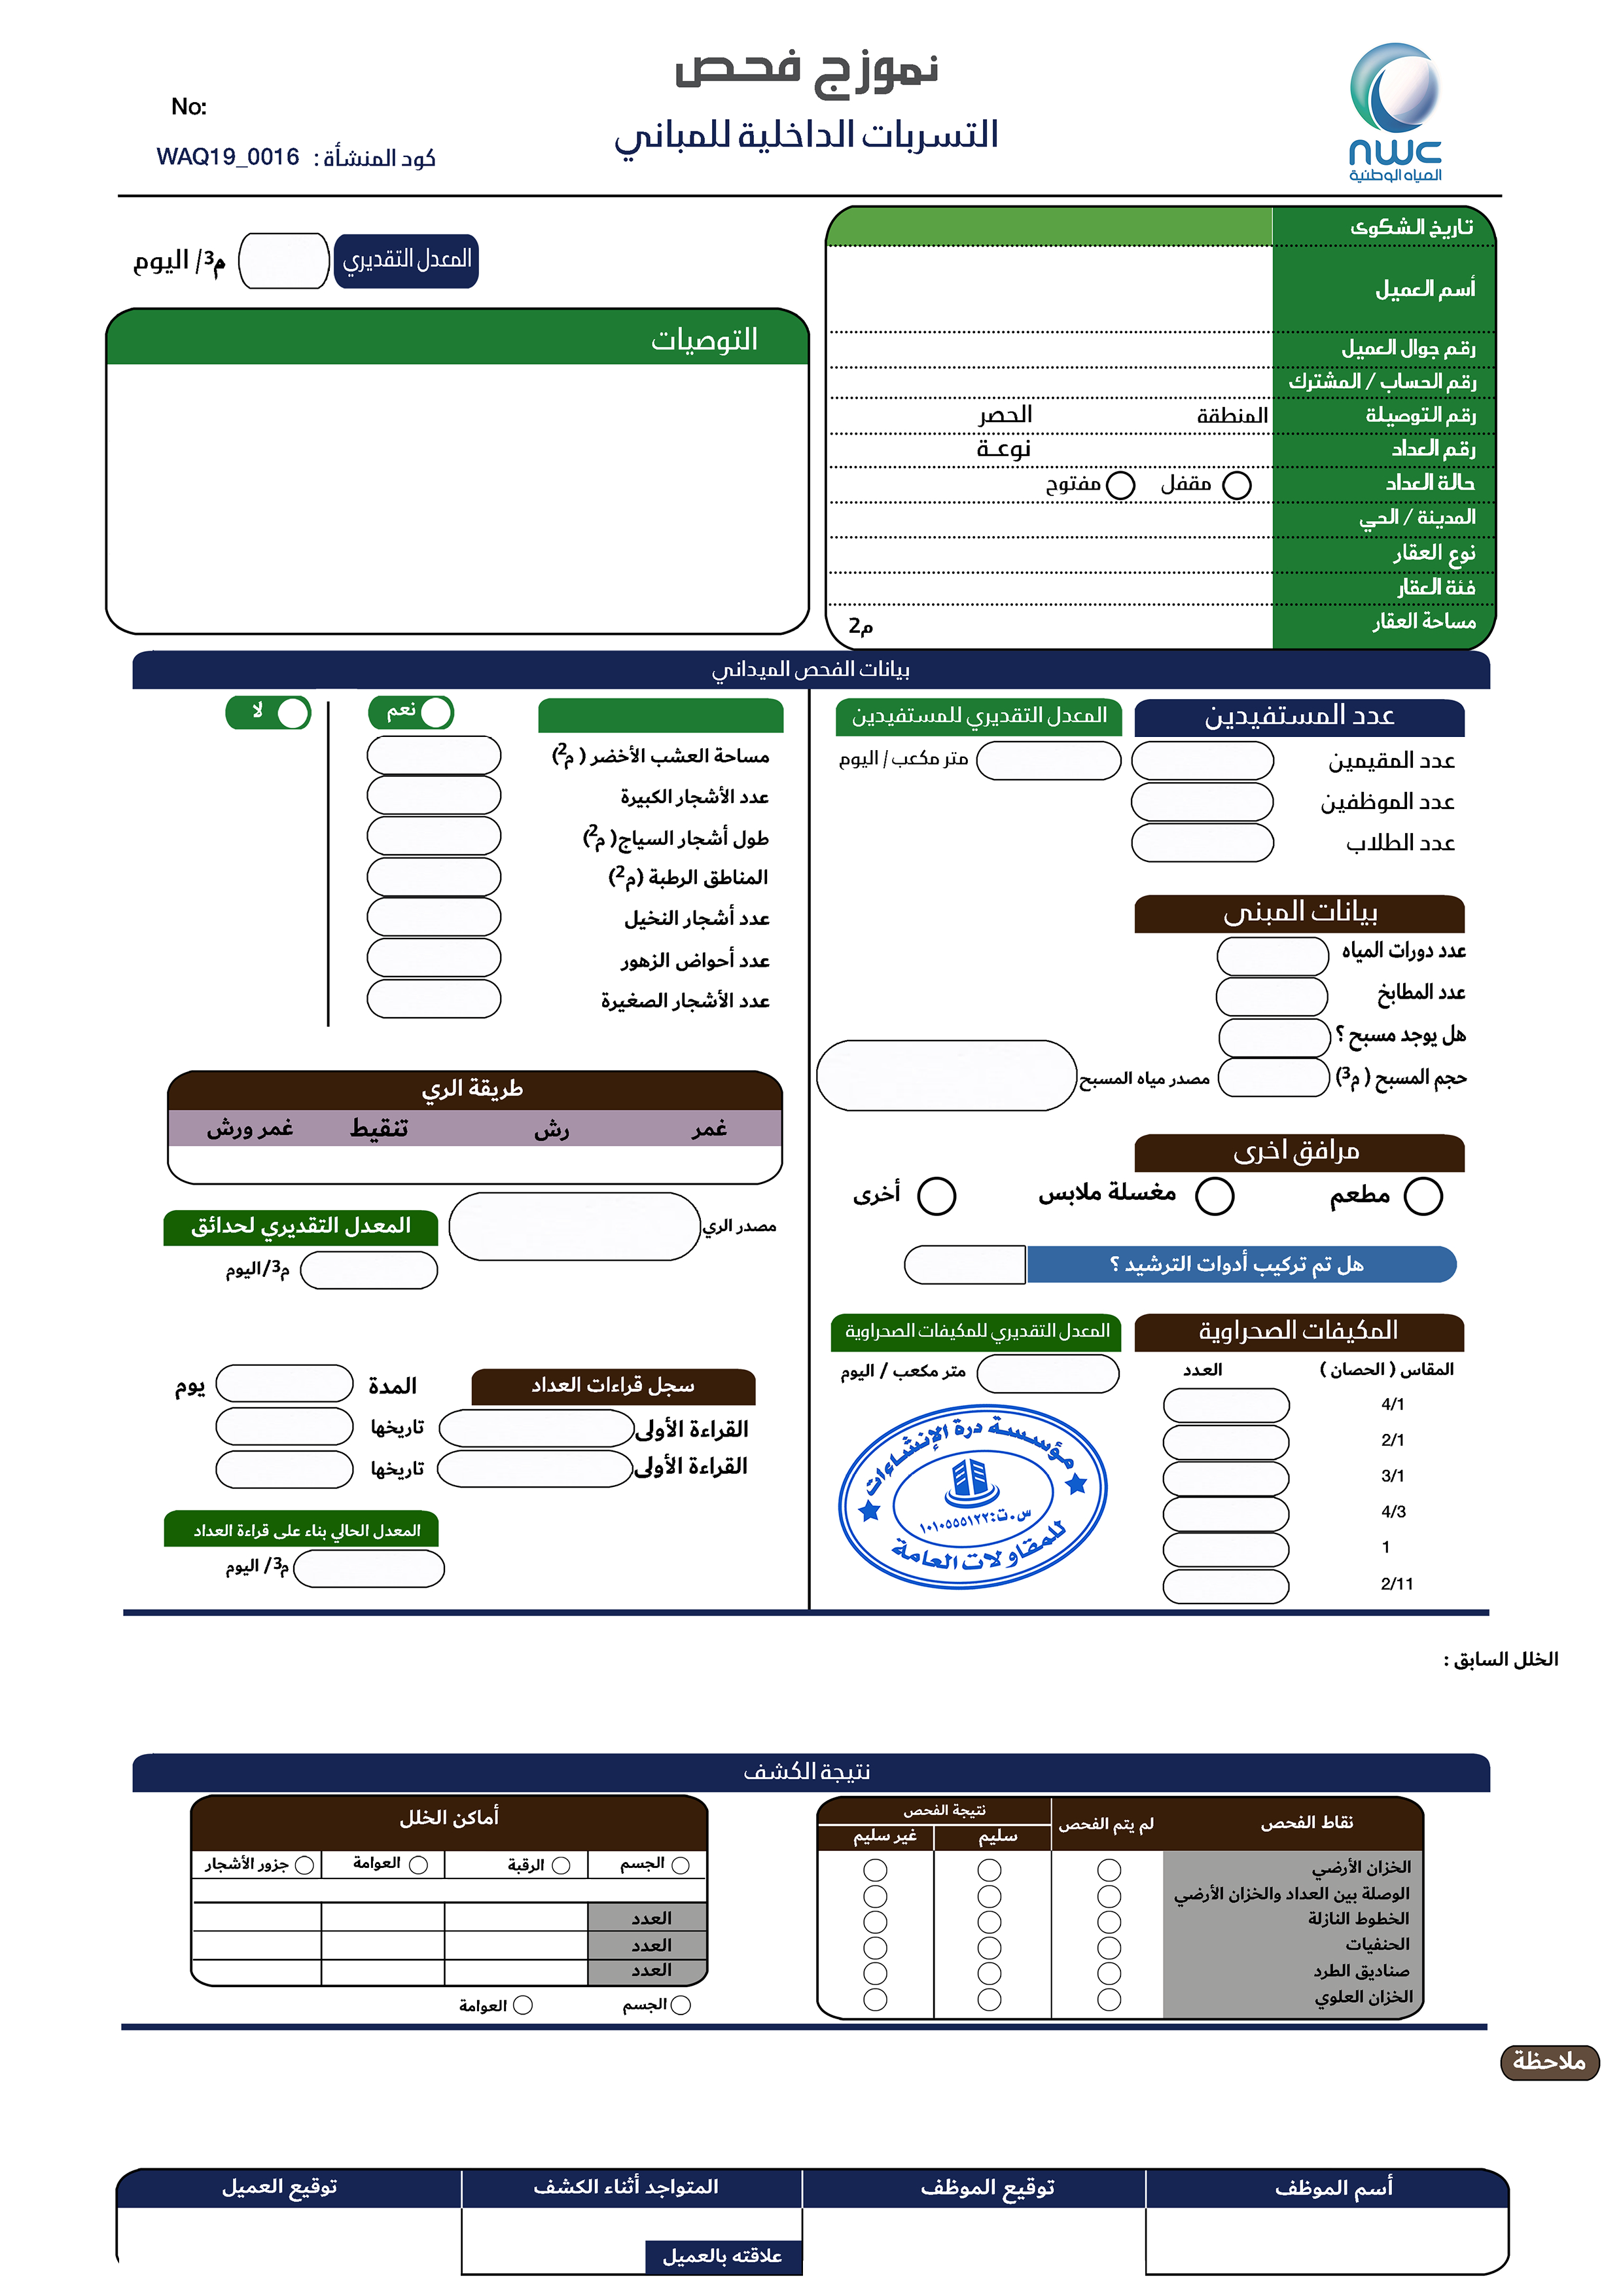 نموزج فحص
التسربات الداخلية للمباني
nwc
المياه الوطنية
No:
كود المنشأة : WAQ19_0016
تاريخ الشكوى
أسم العميل
رقم جوال العميل
رقم الحساب / المشترك
رقم التوصيلة المنطقة الحصر
رقم العداد نوعـة
حالة العداد مقفل مفتوح
المدينة / الحي
نوع العقار
فئة العقار
مساحة العقار م2
المعدل التقديري م3/ اليوم
التوصيات
بيانات الفحص الميداني
عدد المستفيدين
المعدل التقديري للمستفيدين
عدد المقيمين
متر مكعب / اليوم
عدد الموظفين
عدد الطلاب
بيانات المبنى
عدد دورات المياه
عدد المطابخ
هل يوجد مسبح ؟
حجم المسبح ( م3)
مصدر مياه المسبح
مرافق اخرى
مطعم مغسلة ملابس أخرى
هل تم تركيب أدوات الترشيد ؟
المكيفات الصحراوية
المعدل التقديري للمكيفات الصحراوية
المقاس ( الحصان ) العدد
متر مكعب / اليوم
4/1
2/1
3/1
4/3
1
2/11
مؤسسة درة الإنشاءات
س.ت:١٠١٠٥٥٥١٢٢
للمقاولات العامة
نعم لا
مساحة العشب الأخضر ( م2)
عدد الأشجار الكبيرة
طول أشجار السياج( م2)
المناطق الرطبة (م2)
عدد أشجار النخيل
عدد أحواض الزهور
عدد الأشجار الصغيرة
طريقة الري
غمر رش تنقيط غمر ورش
مصدر الري
المعدل التقديري لحدائق
م3/اليوم
سجل قراءات العداد
المدة يوم
القراءة الأولى تاريخها
القراءة الأولى تاريخها
المعدل الحالي بناء على قراءة العداد
م3/ اليوم
الخلل السابق :
نتيجة الكشف
نقاط الفحص لم يتم الفحص نتيجة الفحص
سليم غير سليم
الخزان الأرضي
الوصلة بين العداد والخزان الأرضي
الخطوط النازلة
الحنفيات
صناديق الطرد
الخزان العلوي
أماكن الخلل
الجسم الرقبة العوامة جزور الأشجار
العدد
العدد
العدد
الجسم العوامة
ملاحظة
أسم الموظف توقيع الموظف المتواجد أثناء الكشف توقيع العميل
علاقته بالعميل